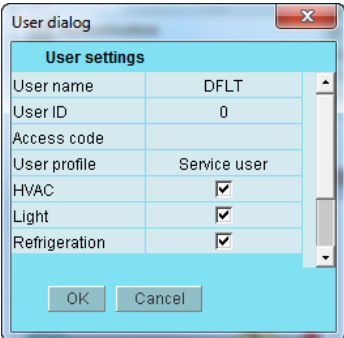 User dialog
User settings
User name DFLT
User ID 0
Access code
User profile Service user
HVAC
Light
Refrigeration
OK Cancel